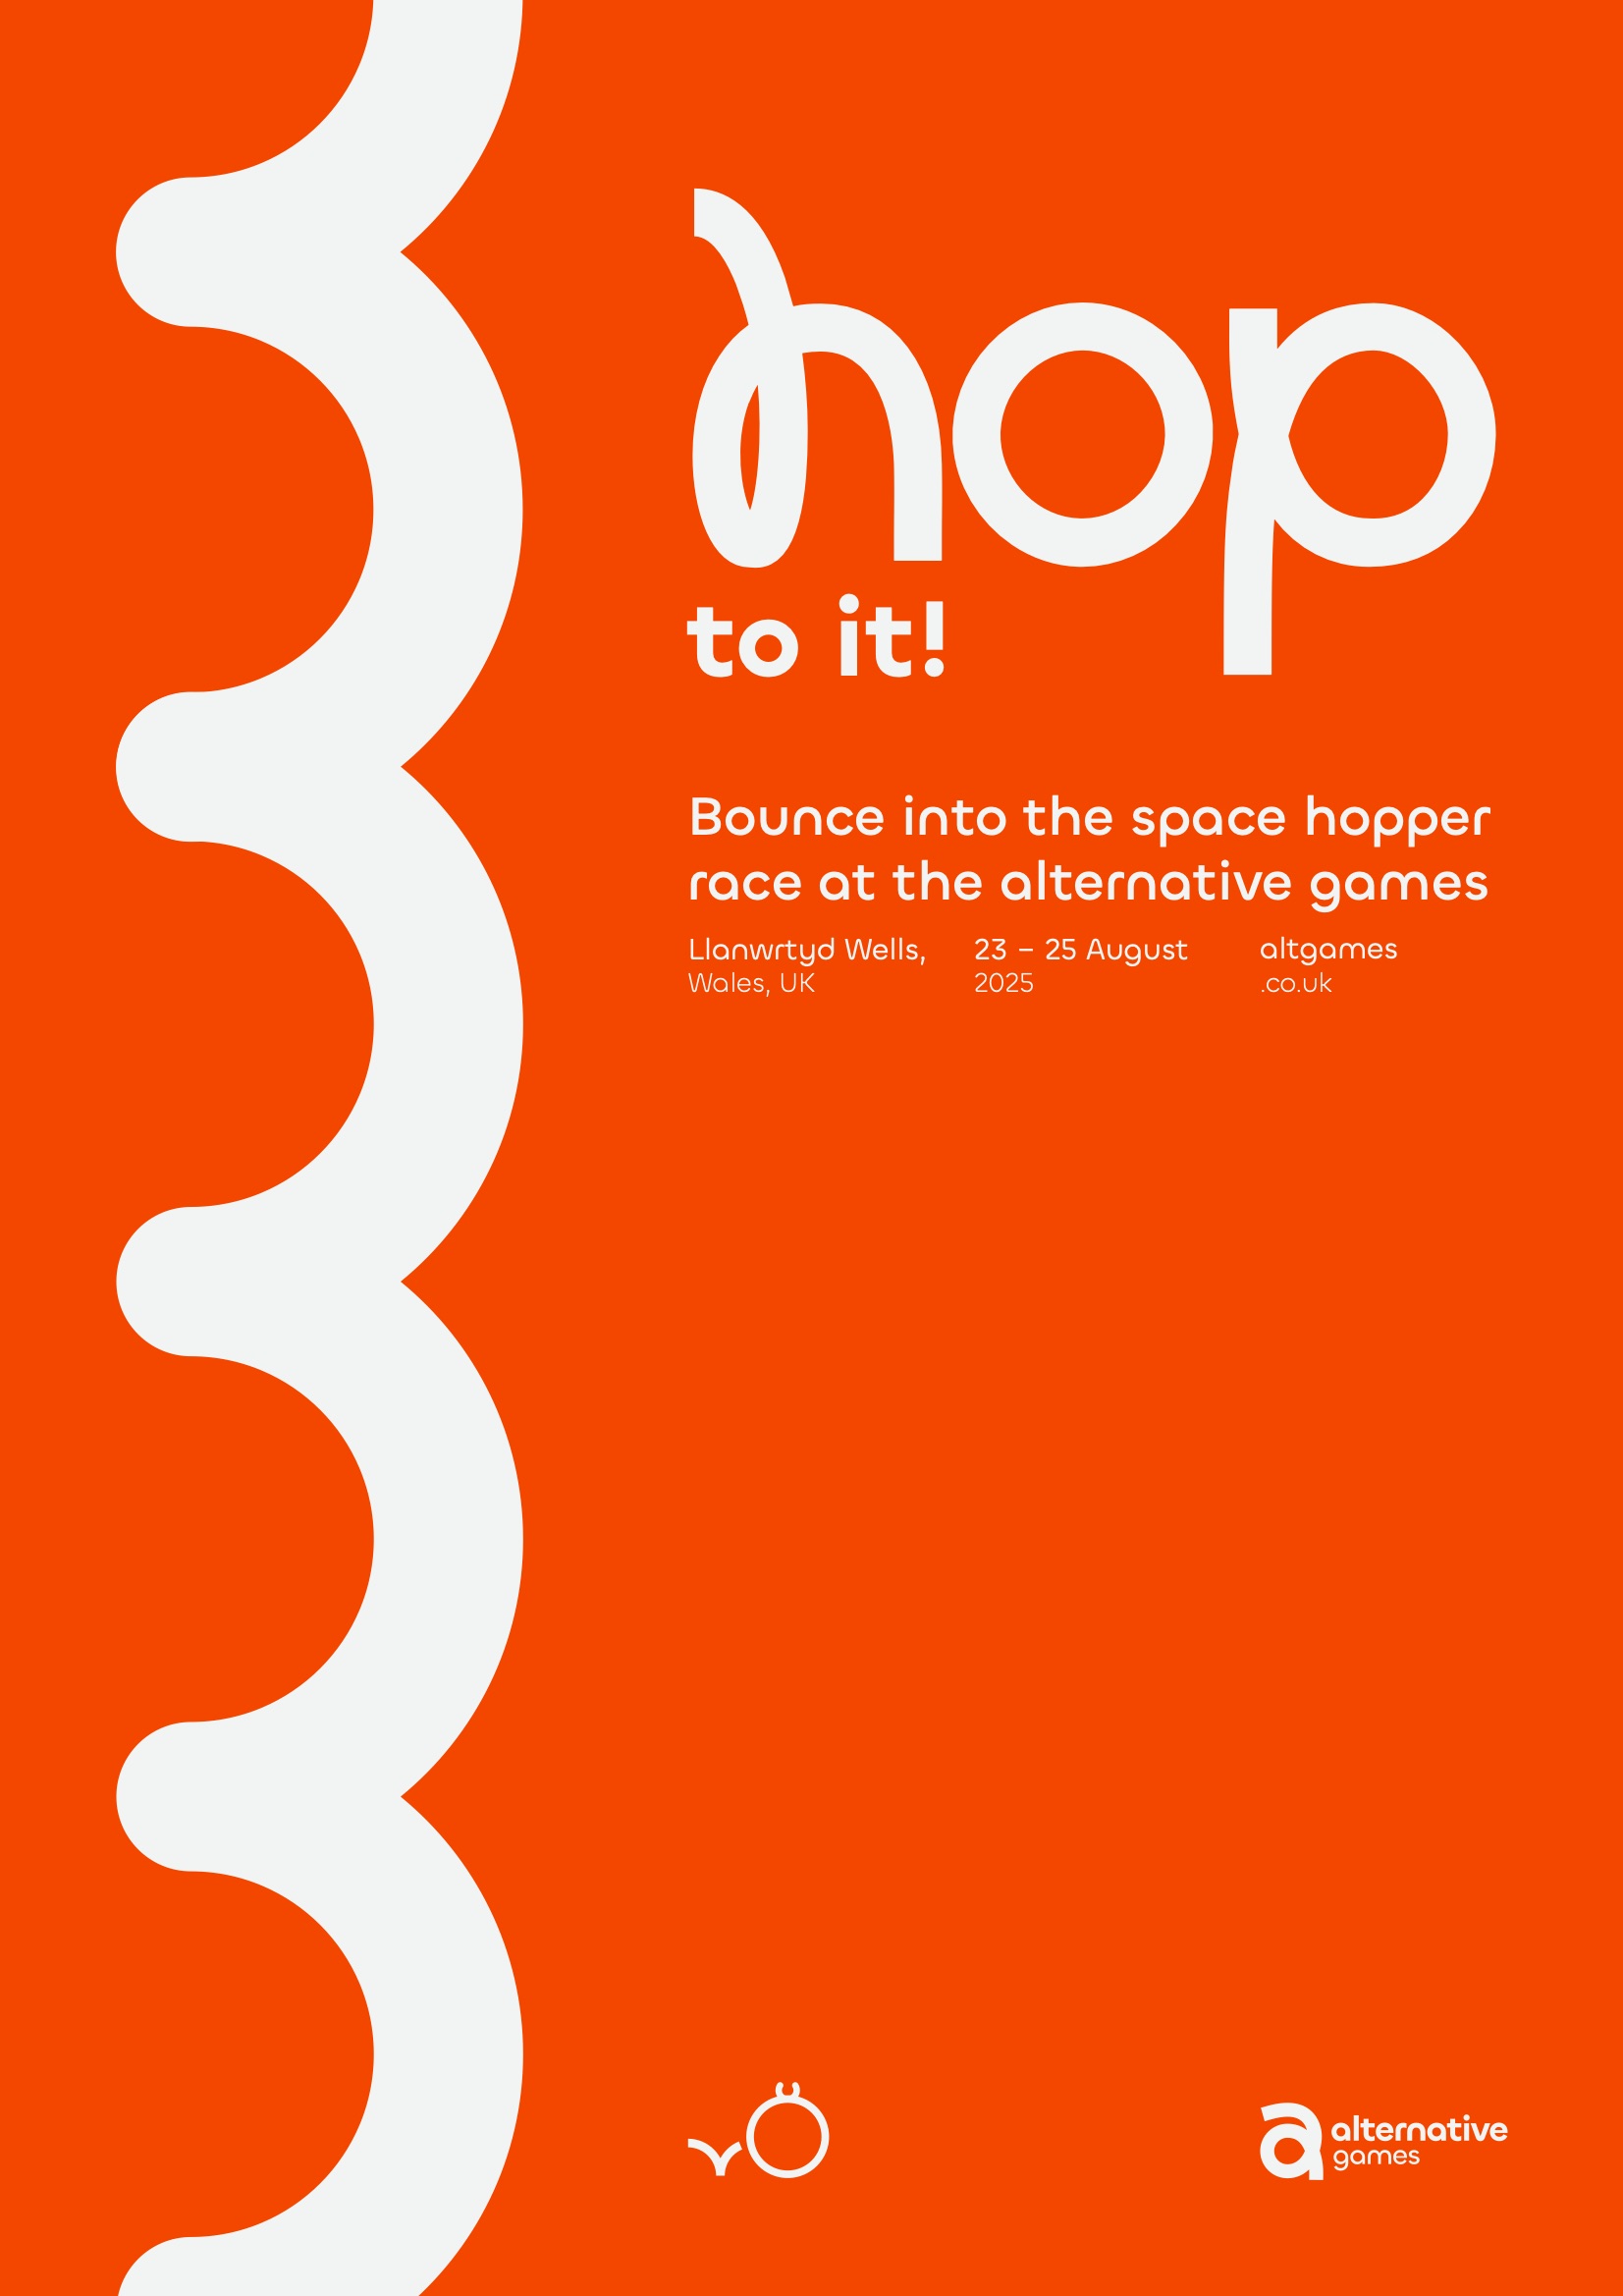 hop
to it!
Bounce into the space hopper
race at the alternative games
Llanwrtyd Wells,
Wales, UK
23 – 25 August
2025
altgames
.co.uk
a
alternative
games